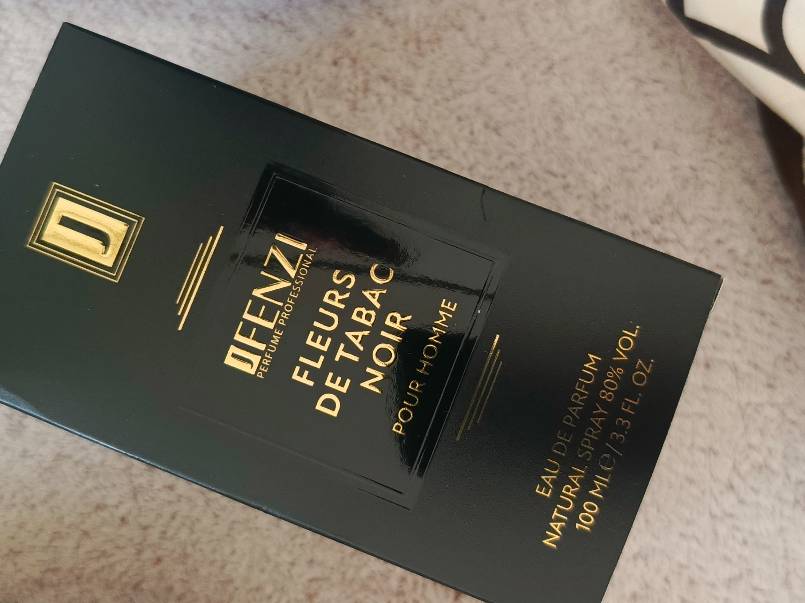 J
JFENZI
PERFUME PROFESSIONAL
FLEURS
DE TABAC
NOIR
POUR HOMME
EAU DE PARFUM
NATURAL SPRAY 80% VOL.
100 ML ℮/3.3 FL. OZ.